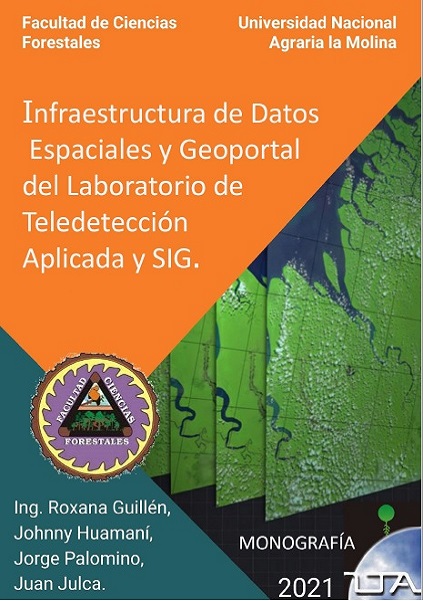 Facultad de Ciencias
Forestales
Universidad Nacional
Agraria la Molina
Infraestructura de Datos
Espaciales y Geoportal
del Laboratorio de
Teledetección
Aplicada y SIG.
FACULTAD CIENCIAS
FORESTALES
Ing. Roxana Guillén,
Johnny Huamaní,
Jorge Palomino,
Juan Julca.
MONOGRAFÍA
2021